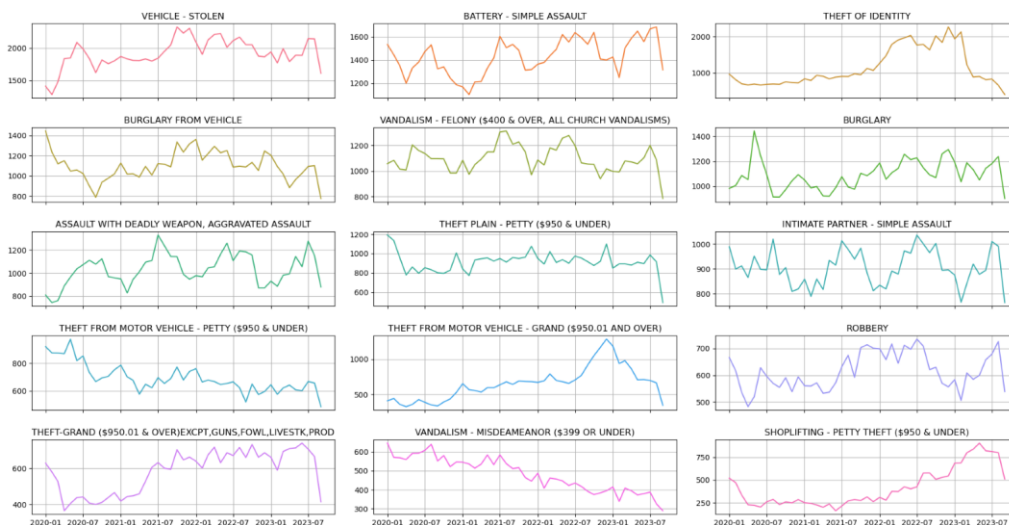 VEHICLE - STOLEN
BATTERY - SIMPLE ASSAULT
THEFT OF IDENTITY
2000
1500
1600
1400
1200
2000
1000
BURGLARY FROM VEHICLE
VANDALISM - FELONY ($400 & OVER, ALL CHURCH VANDALISMS)
BURGLARY
1400
1200
1000
800
1200
1000
800
1400
1200
1000
ASSAULT WITH DEADLY WEAPON, AGGRAVATED ASSAULT
THEFT PLAIN - PETTY ($950 & UNDER)
INTIMATE PARTNER - SIMPLE ASSAULT
1200
1000
800
1200
1000
800
600
1000
900
800
THEFT FROM MOTOR VEHICLE - PETTY ($950 & UNDER)
THEFT FROM MOTOR VEHICLE - GRAND ($950.01 AND OVER)
ROBBERY
800
600
1000
500
700
600
500
THEFT-GRAND ($950.01 & OVER)EXCPT,GUNS,FOWL,LIVESTK,PROD
VANDALISM - MISDEAMEANOR ($399 OR UNDER)
SHOPLIFTING - PETTY THEFT ($950 & UNDER)
600
400
600
500
400
300
750
500
250
2020-01 2020-07 2021-01 2021-07 2022-01 2022-07 2023-01 2023-07
2020-01 2020-07 2021-01 2021-07 2022-01 2022-07 2023-01 2023-07
2020-01 2020-07 2021-01 2021-07 2022-01 2022-07 2023-01 2023-07